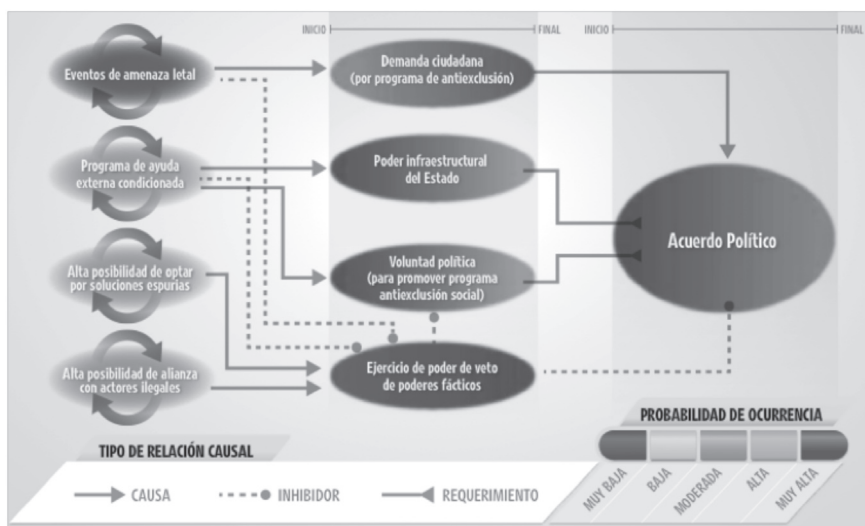 INICIO
FINAL
INICIO
FINAL
Eventos de amenaza letal
Demanda ciudadana
(por programa de antiexclusión)
Programa de ayuda
externa condicionada
Poder infraestructural
del Estado
Acuerdo Político
Alta posibilidad de optar
por soluciones espurias
Voluntad política
(para promover programa
antiexclusión social)
Alta posibilidad de alianza
con actores ilegales
Ejercicio de poder de veto
de poderes fácticos
PROBABILIDAD DE OCURRENCIA
MUY BAJA
BAJA
MODERADA
ALTA
MUY ALTA
TIPO DE RELACIÓN CAUSAL
CAUSA
INHIBIDOR
REQUERIMIENTO